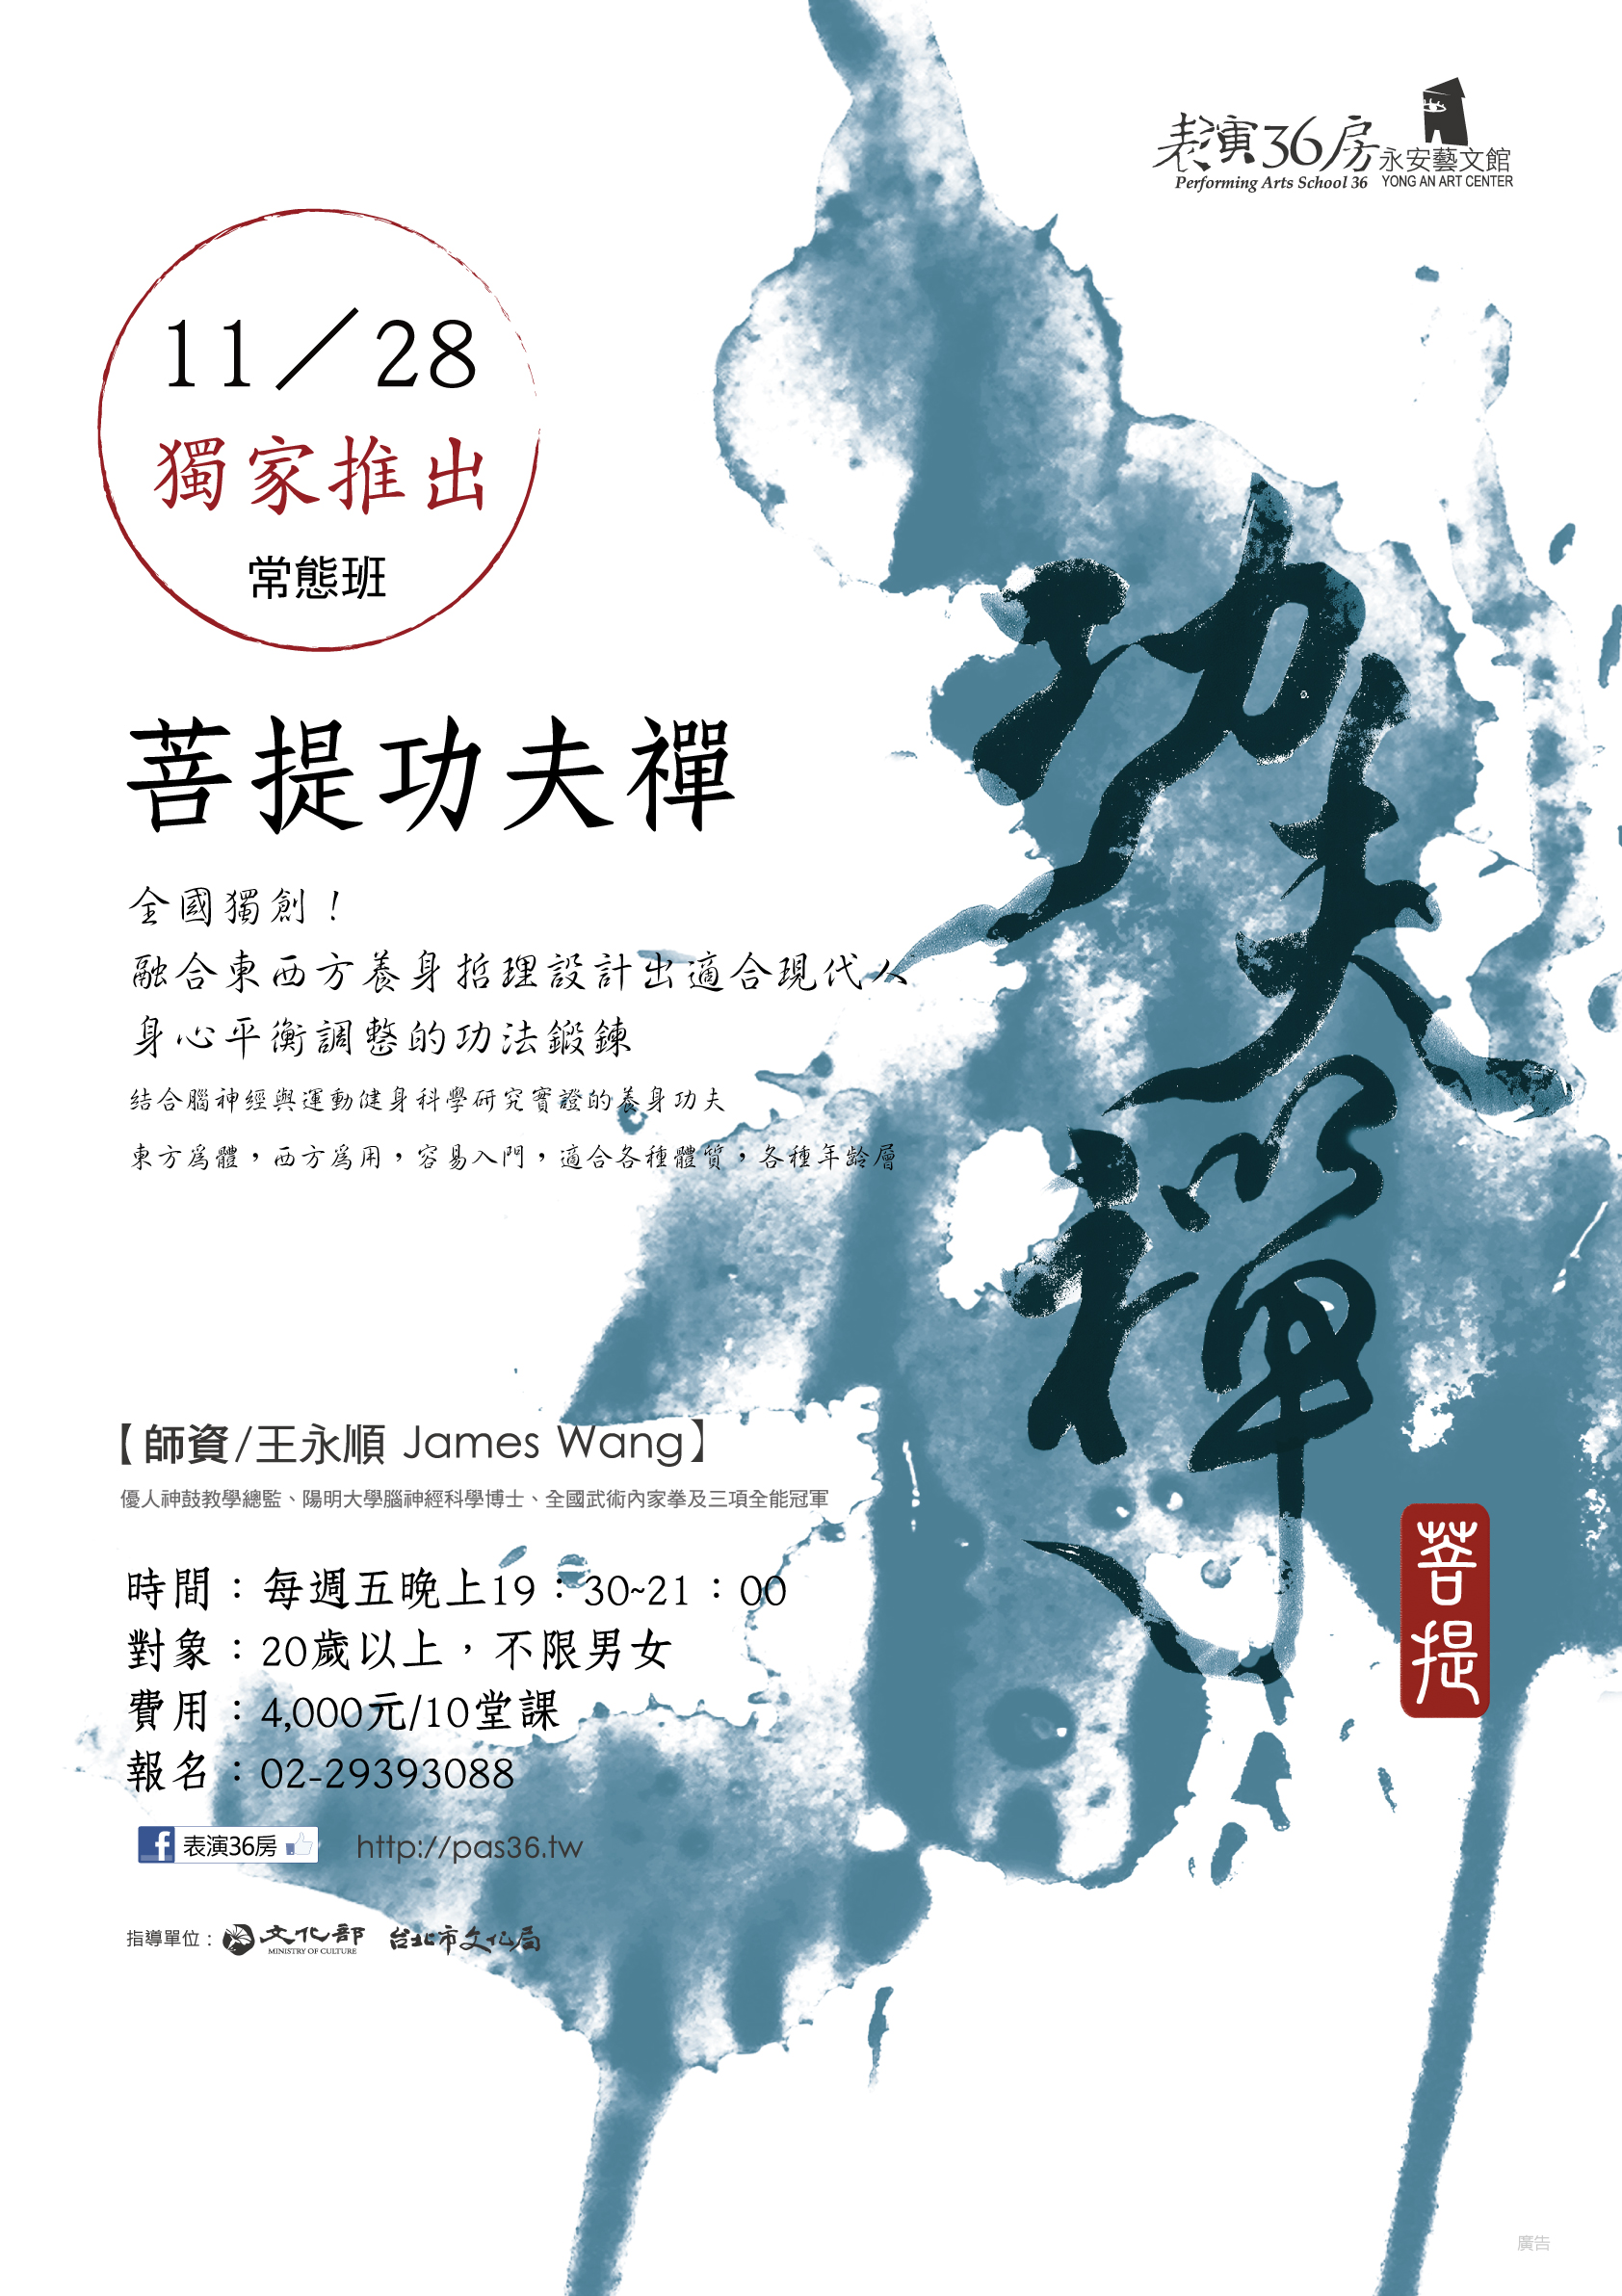 表演36房
Performing Arts School 36
永安藝文館
YONG AN ART CENTER
11／28
獨家推出
常態班
菩提功夫禪
全國獨創！
融合東西方養身哲理設計出適合現代人
身心平衡調整的功法鍛鍊
結合腦神經與運動健身科學研究實證的養身功夫
東方為體，西方為用，容易入門，適合各種體質，各種年齡層
功夫禪
菩提
【師資/王永順 James Wang】
優人神鼓教學總監、陽明大學腦神經科學博士、全國武術內家拳及三項全能冠軍
時間：每週五晚上19：30~21：00
對象：20歲以上，不限男女
費用：4,000元/10堂課
報名：02-29393088
f 表演36房 http://pas36.tw
指導單位：文化部 MINISTRY OF CULTURE 台北市文化局
廣告